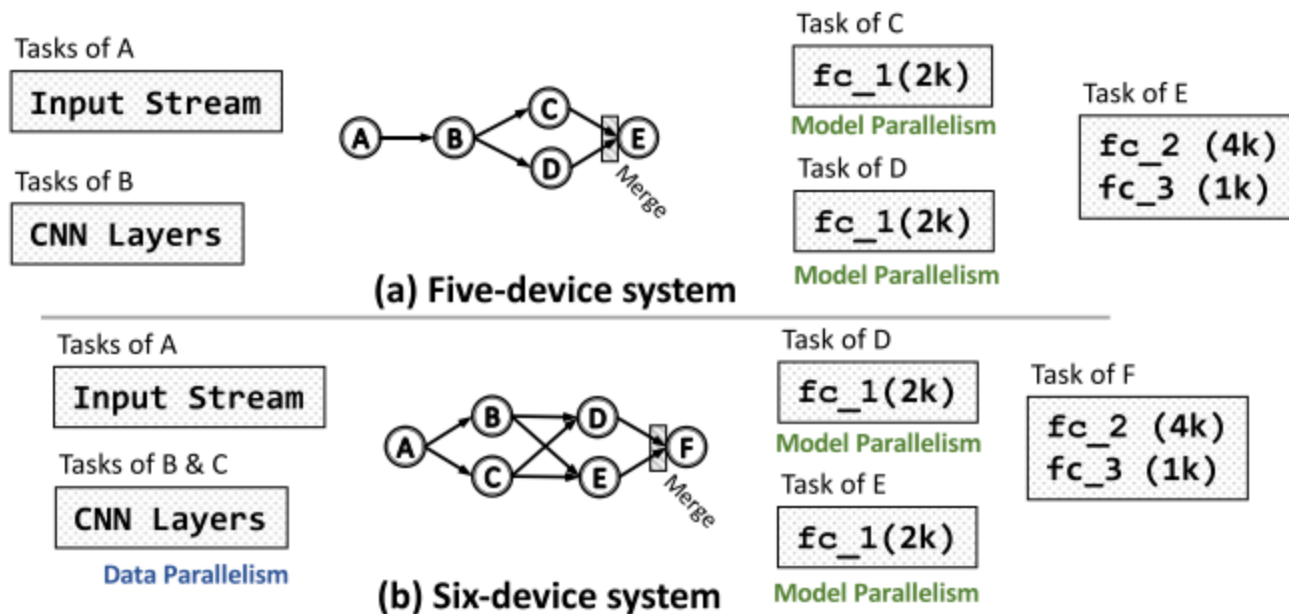 Tasks of A
Input Stream
Tasks of B
CNN Layers
A
B
C
D
E
Merge
Task of C
fc_1(2k)
Model Parallelism
Task of D
fc_1(2k)
Model Parallelism
Task of E
fc_2 (4k)
fc_3 (1k)
(a) Five-device system
Tasks of A
Input Stream
Tasks of B & C
CNN Layers
Data Parallelism
A
B
C
D
E
F
Merge
Task of D
fc_1(2k)
Model Parallelism
Task of E
fc_1(2k)
Model Parallelism
Task of F
fc_2 (4k)
fc_3 (1k)
(b) Six-device system